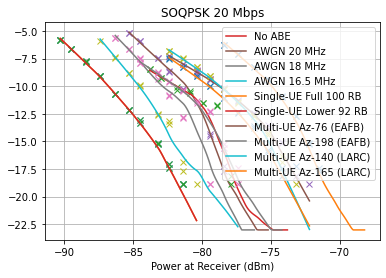 SOQPSK 20 Mbps
−5.0
−7.5
−10.0
−12.5
−15.0
−17.5
−20.0
−22.5
No ABE
AWGN 20 MHz
AWGN 18 MHz
AWGN 16.5 MHz
Single-UE Full 100 RB
Single-UE Lower 92 RB
Multi-UE Az-76 (EAFB)
Multi-UE Az-198 (EAFB)
Multi-UE Az-140 (LARC)
Multi-UE Az-165 (LARC)
−90 −85 −80 −75 −70
Power at Receiver (dBm)